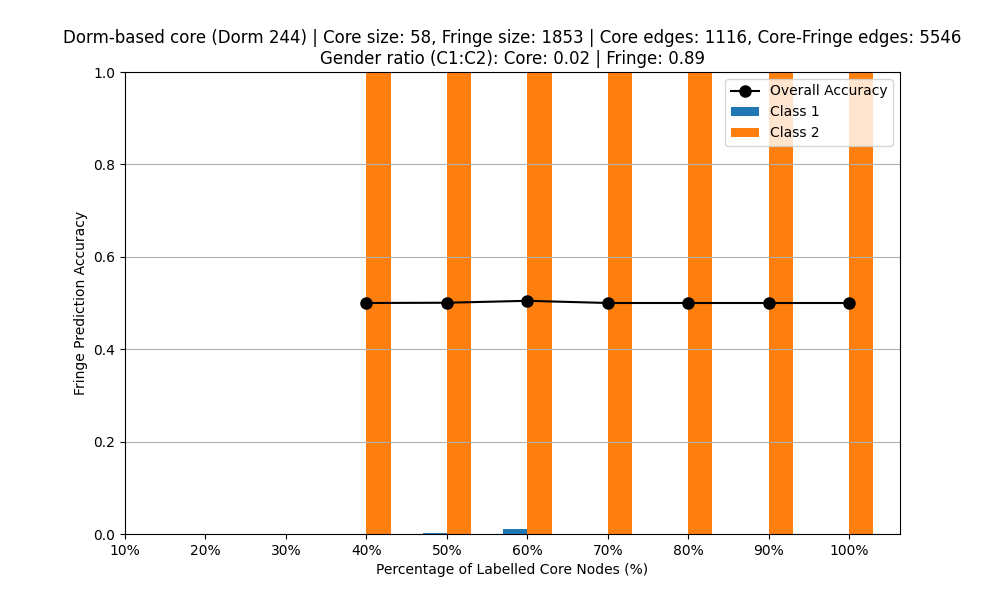 Dorm-based core (Dorm 244) | Core size: 58, Fringe size: 1853 | Core edges: 1116, Core-Fringe edges: 5546
Gender ratio (C1:C2): Core: 0.02 | Fringe: 0.89
Overall Accuracy
Class 1
Class 2
Fringe Prediction Accuracy
1.0
0.8
0.6
0.4
0.2
0.0
10% 20% 30% 40% 50% 60% 70% 80% 90% 100%
Percentage of Labelled Core Nodes (%)